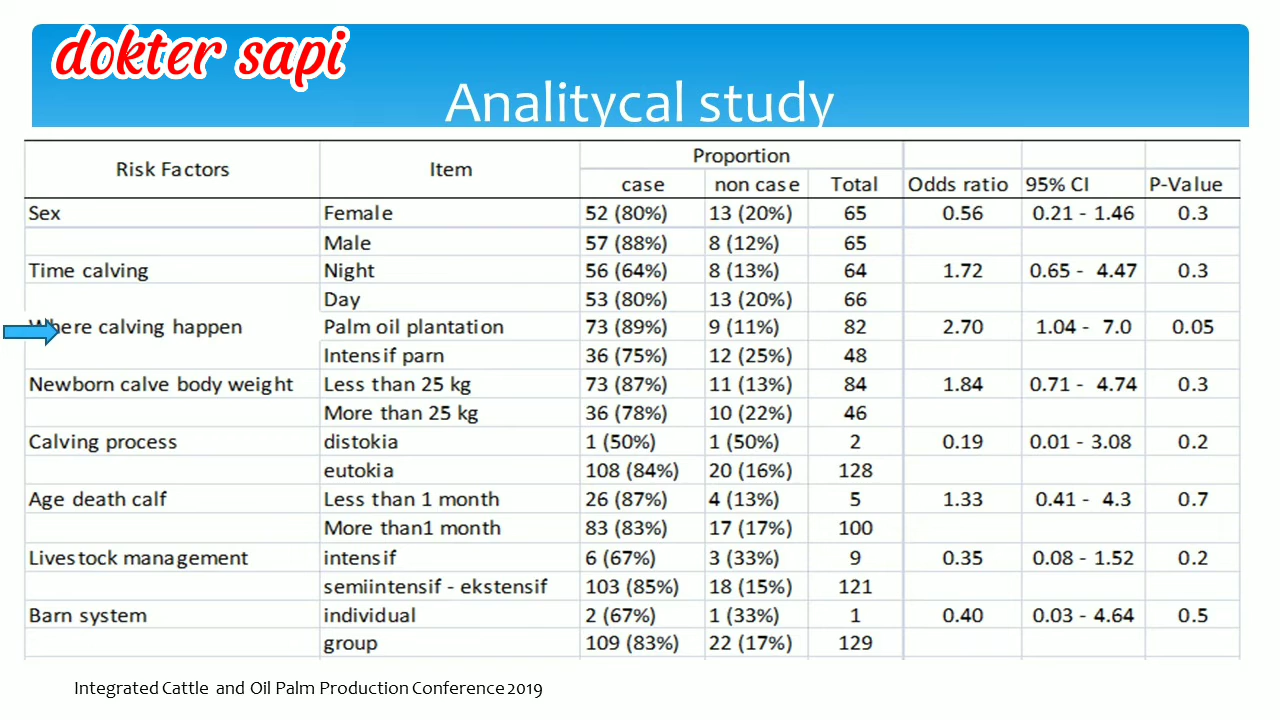 dokter sapi
Analitycal study
Risk Factors Item Proportion
case non case Total Odds ratio 95% CI P-Value
Sex Female 52 (80%) 13 (20%) 65 0.56 0.21 - 1.46 0.3
Male 57 (88%) 8 (12%) 65
Time calving Night 56 (64%) 8 (13%) 64 1.72 0.65 - 4.47 0.3
Day 53 (80%) 13 (20%) 66
Where calving happen Palm oil plantation 73 (89%) 9 (11%) 82 2.70 1.04 - 7.0 0.05
Intensif parn 36 (75%) 12 (25%) 48
Newborn calve body weight Less than 25 kg 73 (87%) 11 (13%) 84 1.84 0.71 - 4.74 0.3
More than 25 kg 36 (78%) 10 (22%) 46
Calving process distokia 1 (50%) 1 (50%) 2 0.19 0.01 - 3.08 0.2
eutokia 108 (84%) 20 (16%) 128
Age death calf Less than 1 month 26 (87%) 4 (13%) 5 1.33 0.41 - 4.3 0.7
More than1 month 83 (83%) 17 (17%) 100
Livestock management intensif 6 (67%) 3 (33%) 9 0.35 0.08 - 1.52 0.2
semiintensif - ekstensif 103 (85%) 18 (15%) 121
Barn system individual 2 (67%) 1 (33%) 1 0.40 0.03 - 4.64 0.5
group 109 (83%) 22 (17%) 129
Integrated Cattle and Oil Palm Production Conference 2019